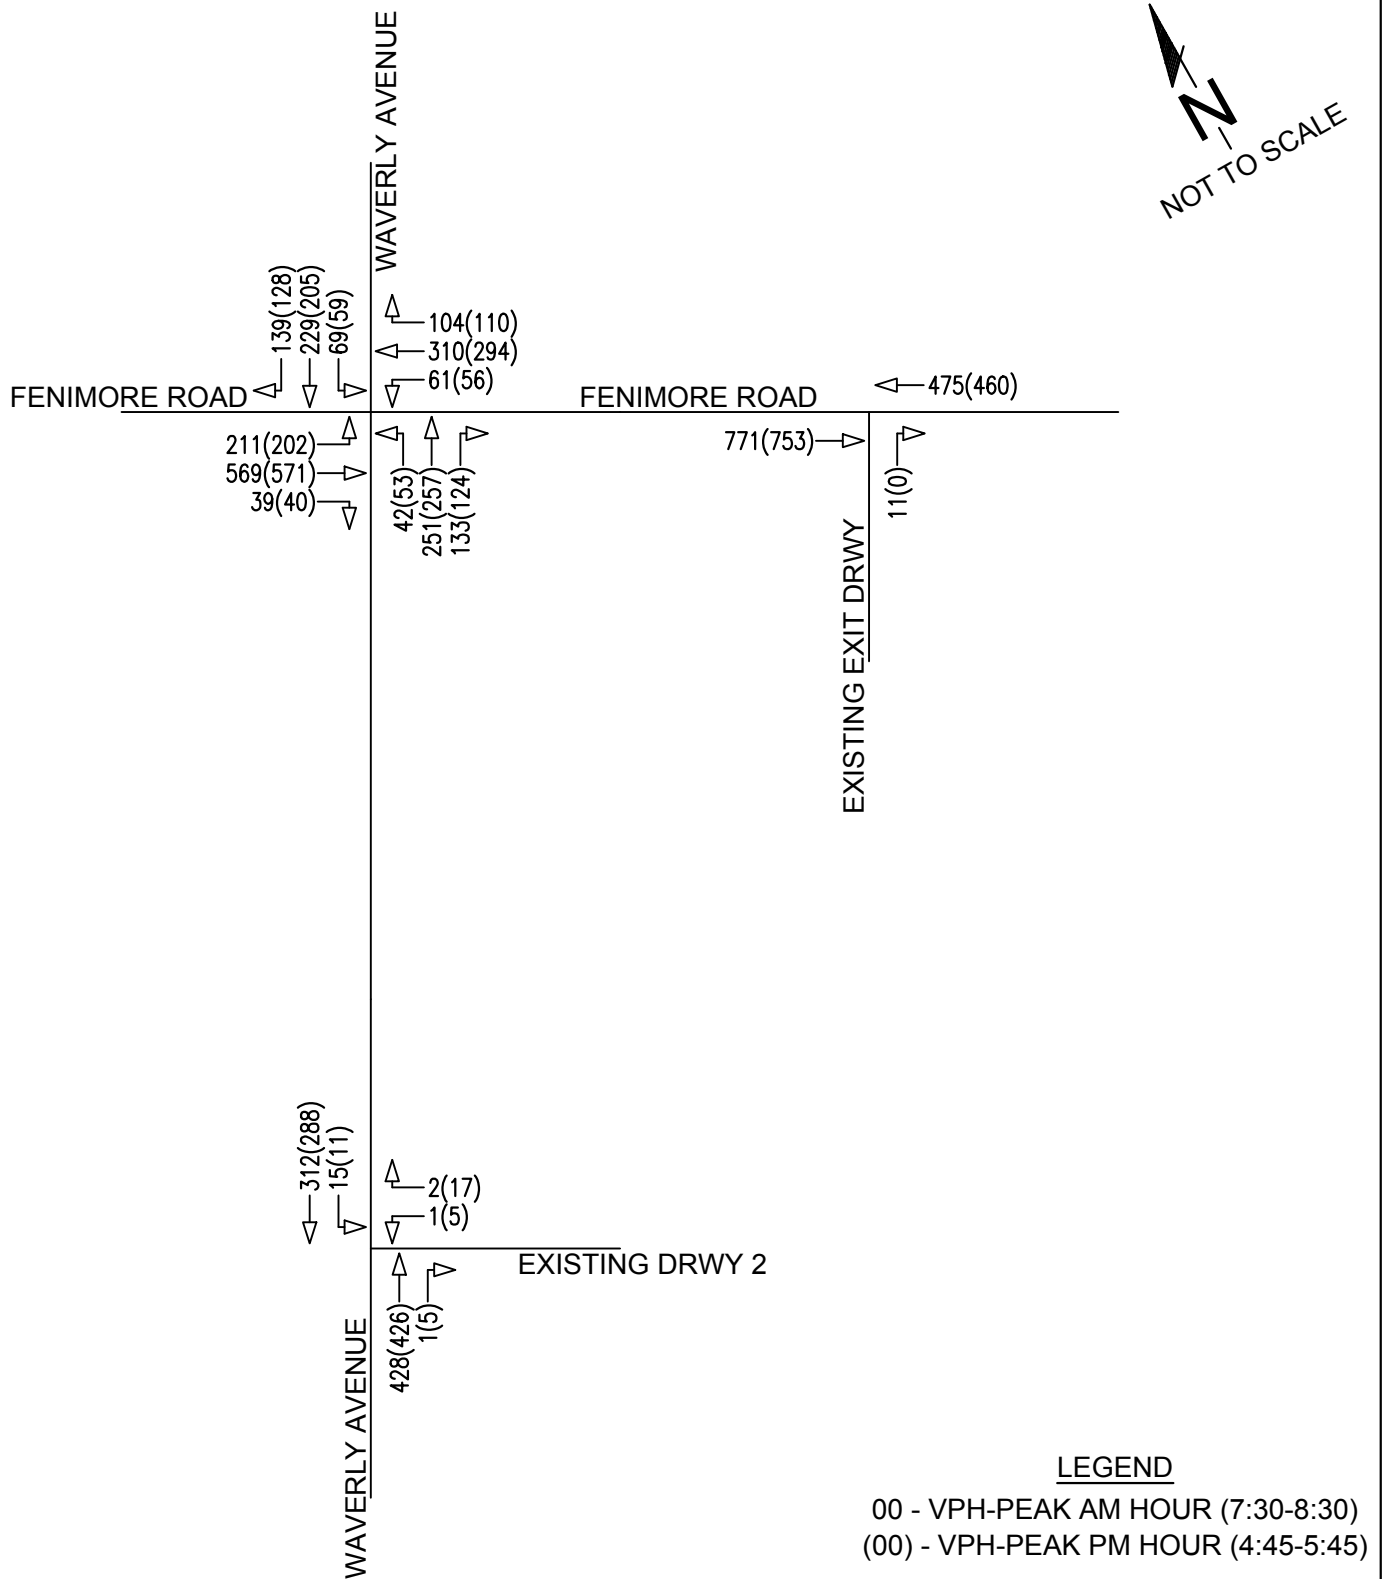 WAVERLY AVENUE
N
NOT TO SCALE
139(128)
229(205)
69(59)
104(110)
310(294)
61(56)
FENIMORE ROAD
FENIMORE ROAD
475(460)
211(202)
569(571)
39(40)
42(53)
251(257)
133(124)
771(753)
11(0)
EXISTING EXIT DRWY
312(288)
15(11)
2(17)
1(5)
EXISTING DRWY 2
428(426)
1(5)
WAVERLY AVENUE
LEGEND
00 - VPH-PEAK AM HOUR (7:30-8:30)
(00) - VPH-PEAK PM HOUR (4:45-5:45)